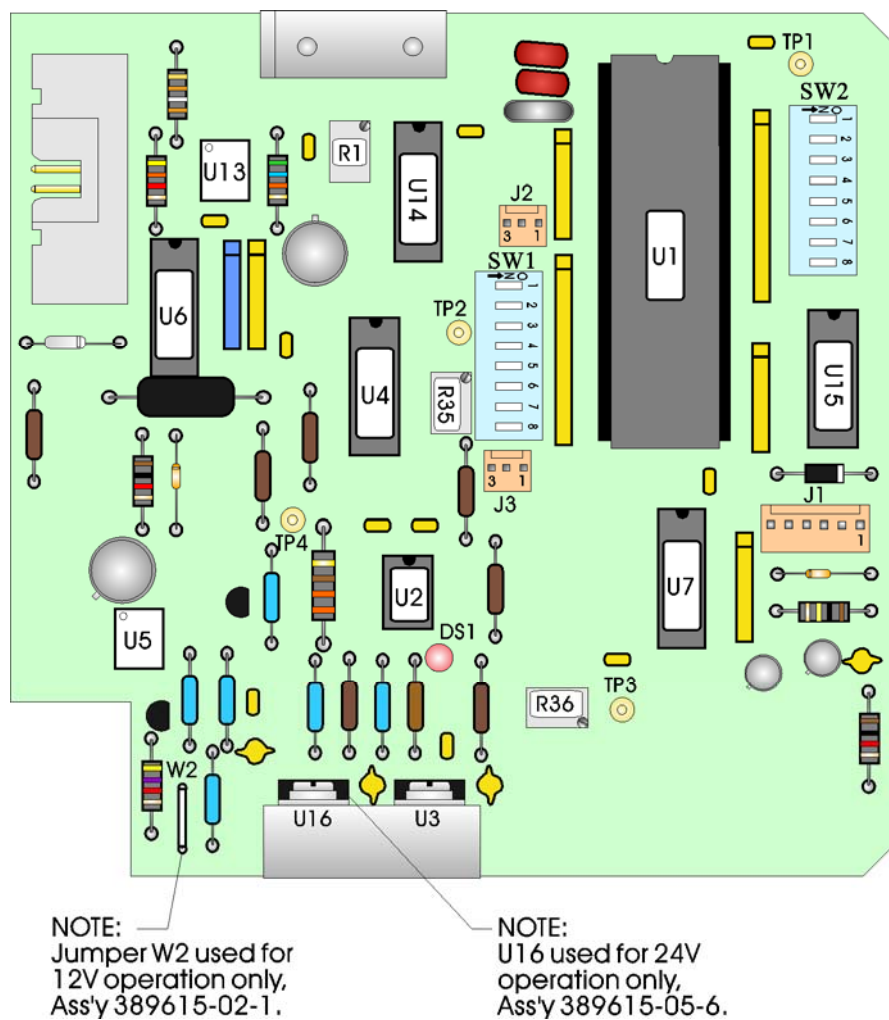 TP1
SW2
NO
1
2
3
4
5
6
7
8
U13
R1
U14
J2
3 1
U1
SW1
NO
1
2
3
4
5
6
7
8
TP2
U6
U4
R35
U15
3 1
J3
J1
1
TP4
U2
U7
DS1
U5
R36
TP3
W2
U16
U3
NOTE:
Jumper W2 used for
12V operation only,
Ass'y 389615-02-1.
NOTE:
U16 used for 24V
operation only,
Ass'y 389615-05-6.